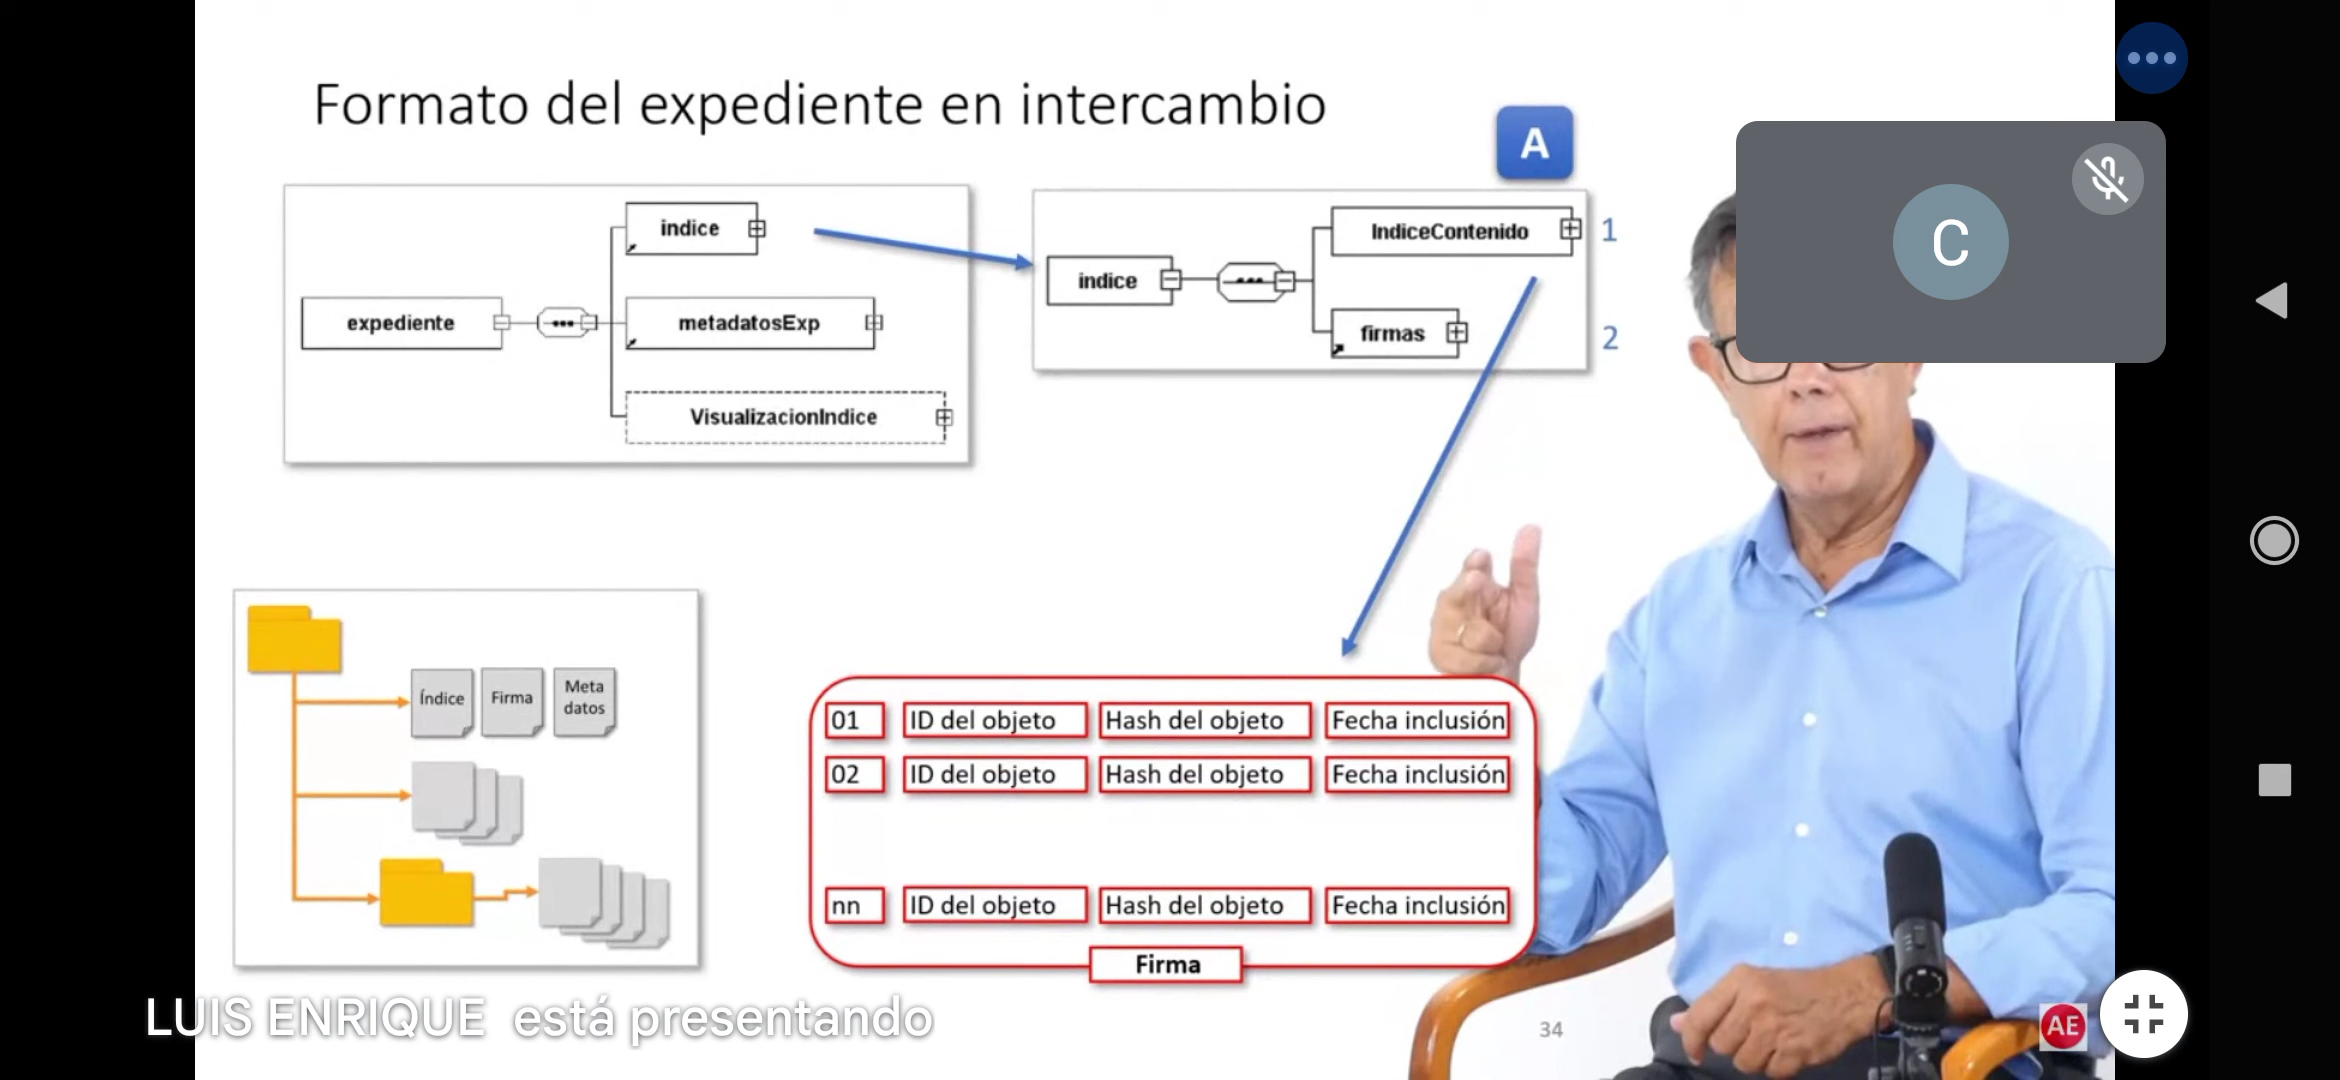 Formato del expediente en intercambio
A
indice
expediente
metadatosExp
VisualizacionIndice
indice
IndiceContenido
1
firmas
2
C
Índice
Firma
Meta
datos
01 ID del objeto Hash del objeto Fecha inclusión
02 ID del objeto Hash del objeto Fecha inclusión
nn ID del objeto Hash del objeto Fecha inclusión
Firma
LUIS ENRIQUE está presentando
34
AE